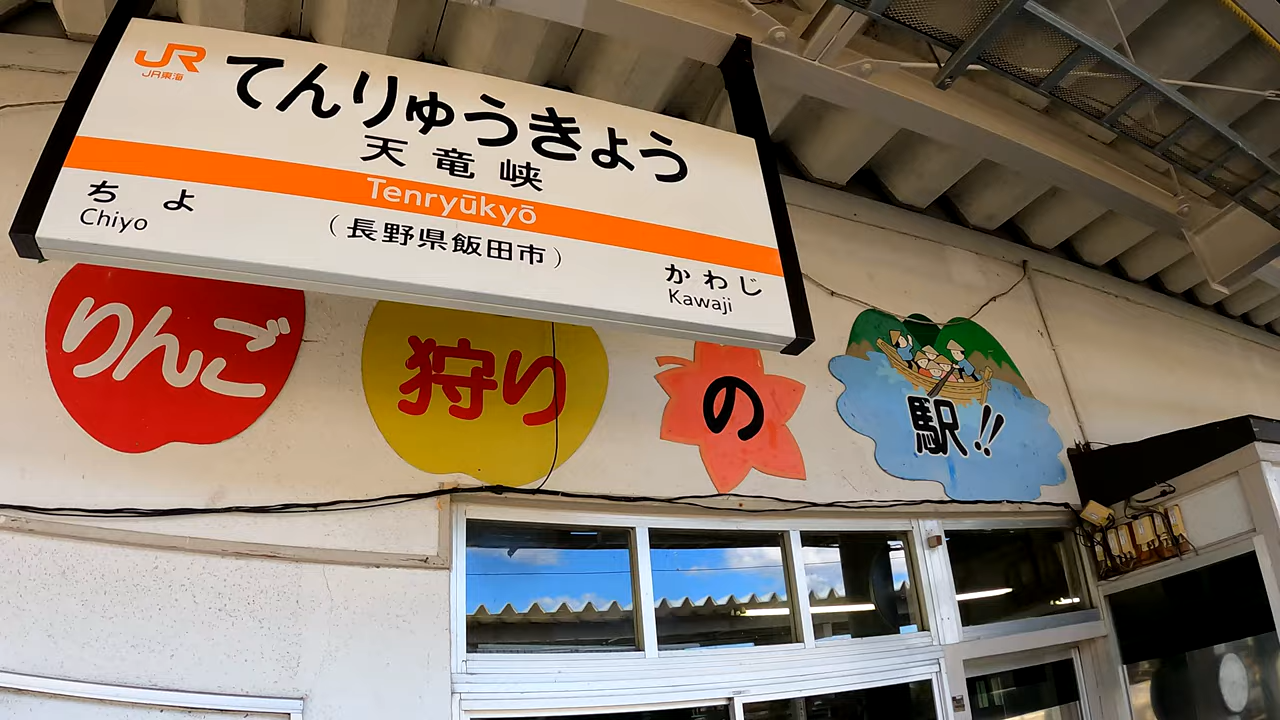 JR
JR東海
てんりゅうきょう
天竜峡
Tenryūkyō
ちよ
Chiyo
(長野県飯田市)
かわじ
Kawaji
りんご
狩り
の
駅!!